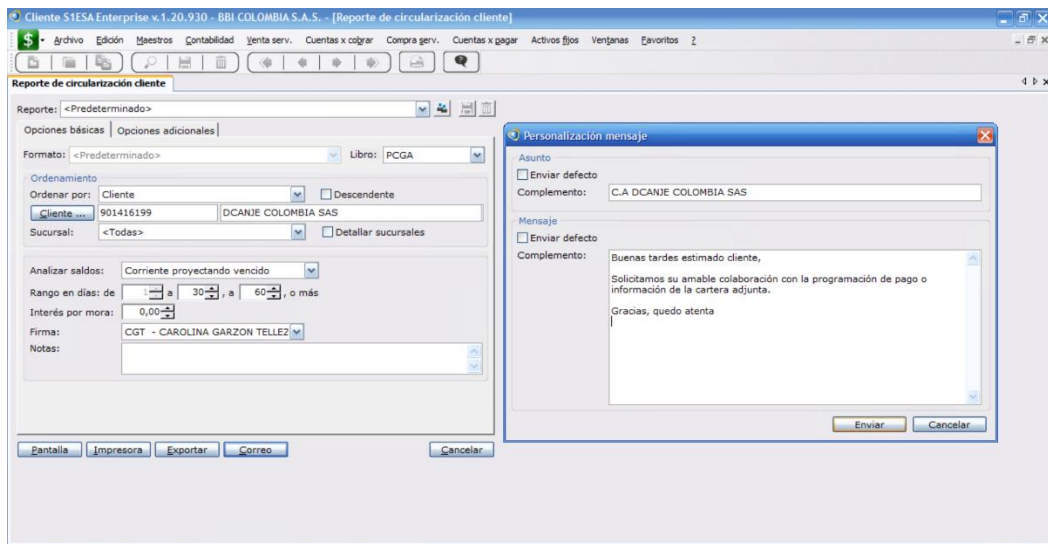 Cliente S1ESA Enterprise v.1.20.930 - BBI COLOMBIA S.A.S. - [Reporte de circularización cliente]
$ Archivo Edición Maestros Contabilidad Venta serv. Cuentas x cobrar Compra serv. Cuentas x pagar Activos fijos Ventanas Favoritos ?
Reporte de circularización cliente
Reporte: <Predeterminado>
Opciones básicas Opciones adicionales
Formato: <Predeterminado> Libro: PCGA
Ordenamiento
Ordenar por: Cliente Descendente
Cliente ... 901416199 DCANJE COLOMBIA SAS
Sucursal: <Todas> Detallar sucursales
Analizar saldos: Corriente proyectando vencido
Rango en días: de 1 a 30 , a 60 , o más
Interés por mora: 0,00
Firma: CGT - CAROLINA GARZON TELLEZ
Notas:
Pantalla Impresora Exportar Correo Cancelar
Personalización mensaje
Asunto
Enviar defecto
Complemento: C.A DCANJE COLOMBIA SAS
Mensaje
Enviar defecto
Complemento: Buenas tardes estimado cliente,
Solicitamos su amable colaboración con la programación de pago o
información de la cartera adjunta.
Gracias, quedo atenta
Enviar Cancelar